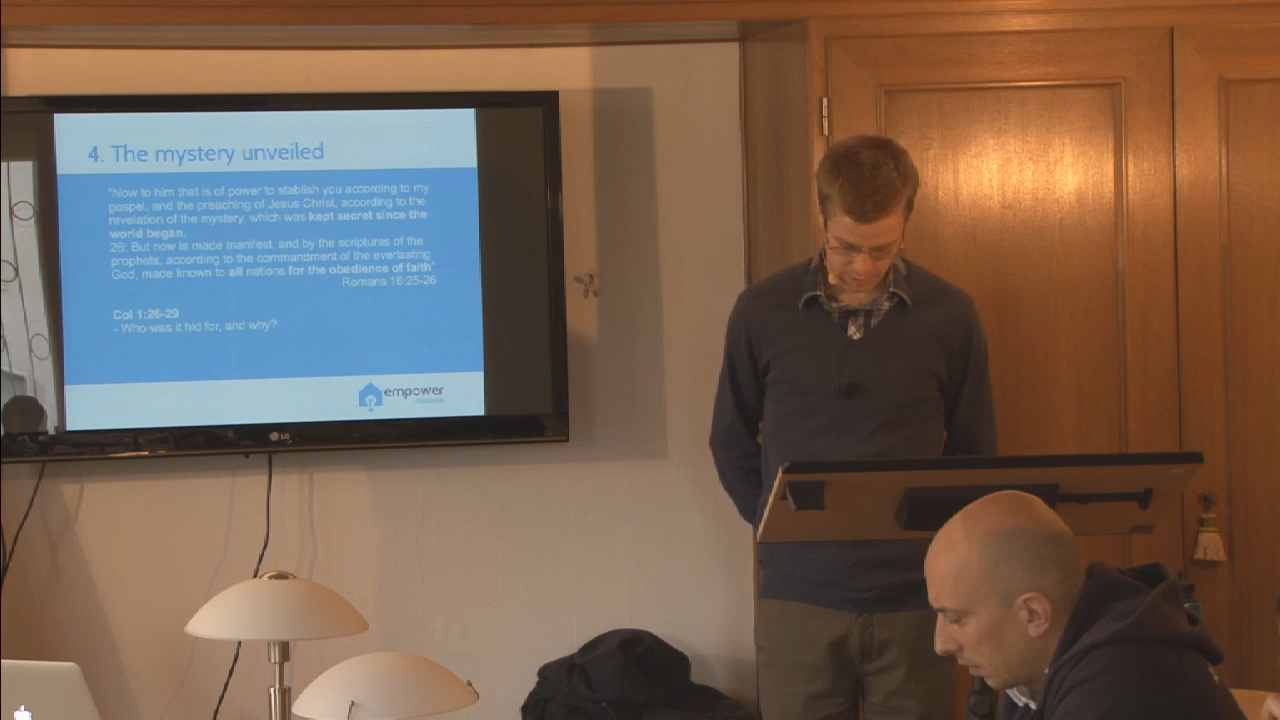 4. The mystery unveiled
"Now to him that is of power to stablish you according to my
gospel, and the preaching of Jesus Christ, according to the
revelation of the mystery, which was kept secret since the
world began,
26: But now is made manifest, and by the scriptures of the
prophets, according to the commandment of the everlasting
God, made known to all nations for the obedience of faith"
Romans 16:25-26
Col 1:26-29
- Who was it hid for, and why?
empower
LG